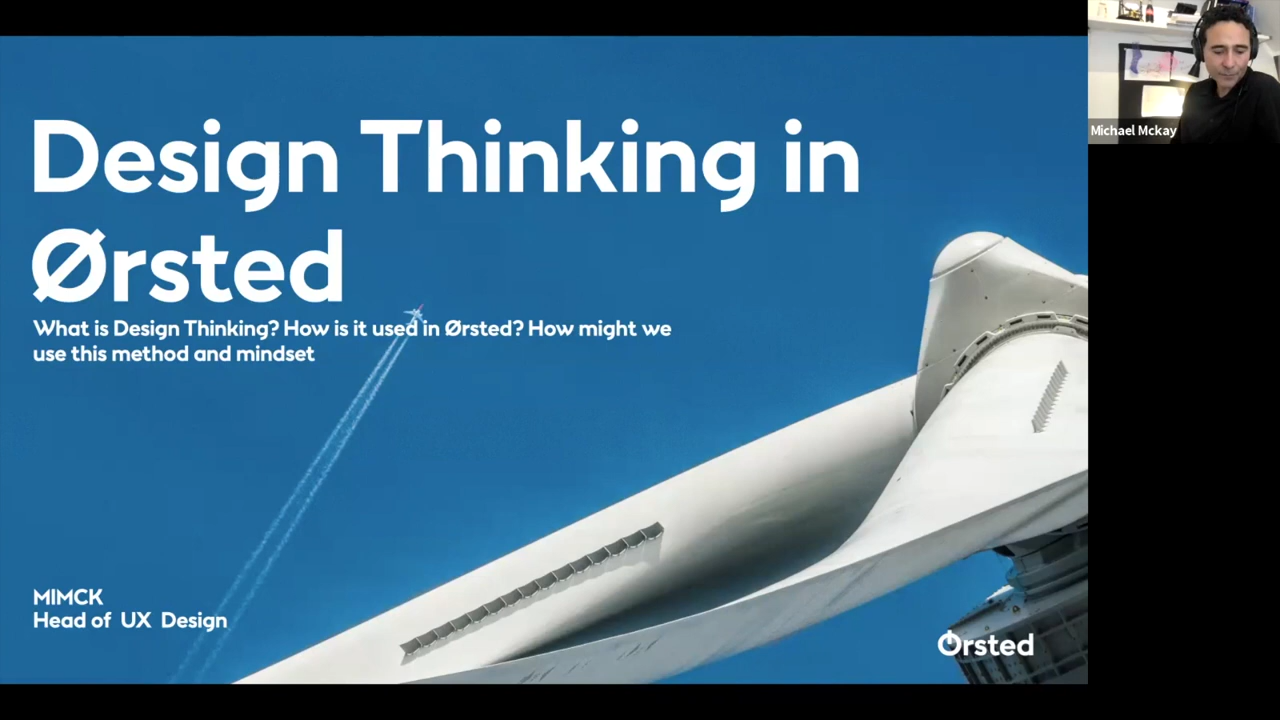 Design Thinking in
Ørsted
What is Design Thinking? How is it used in Ørsted? How might we
use this method and mindset
MIMCK
Head of UX Design
Ørsted
Michael Mckay